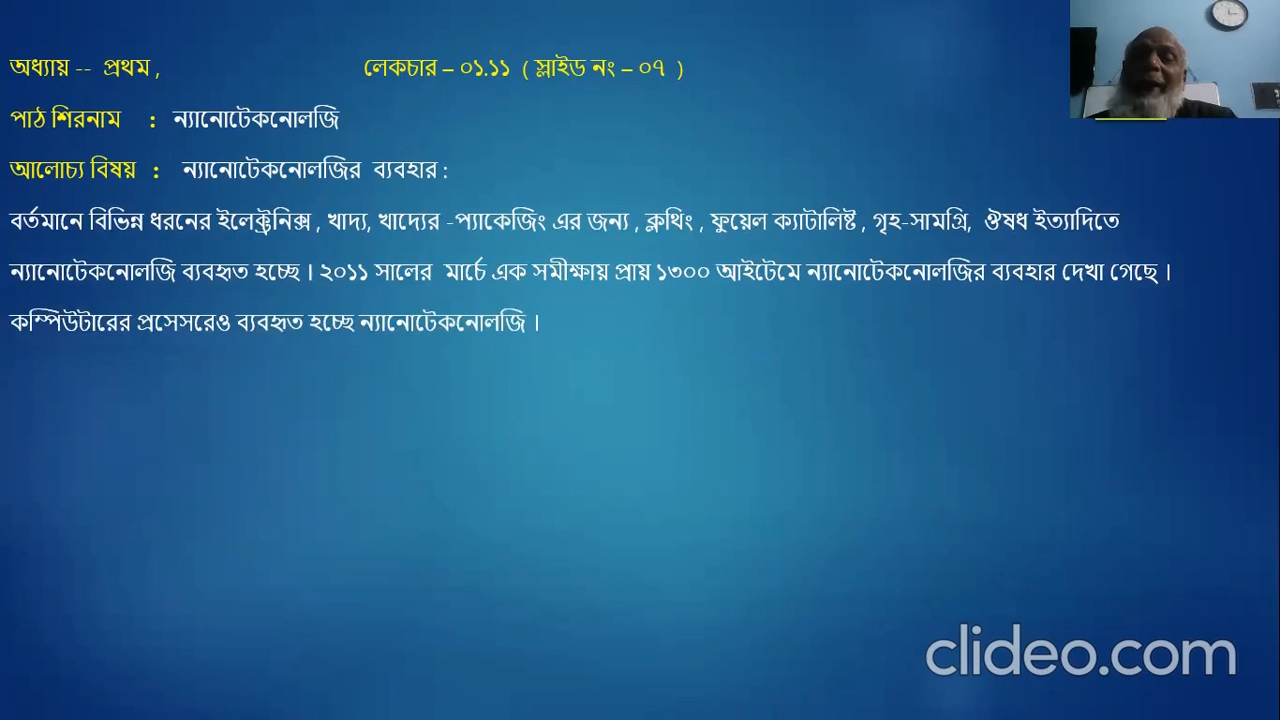 অধ্যায় -- প্রথম , লেকচার – ০১.১১ ( স্লাইড নং – ০৭ )
পাঠ শিরনাম : ন্যানোটেকনোলজি
আলোচ্য বিষয় : ন্যানোটেকনোলজির ব্যবহার :
বর্তমানে বিভিন্ন ধরনের ইলেক্ট্রনিক্স , খাদ্য, খাদ্যের -প্যাকেজিং এর জন্য , ক্লথিং , ফুয়েল ক্যাটালিষ্ট , গৃহ-সামগ্রি, ঔষধ ইত্যাদিতে
ন্যানোটেকনোলজি ব্যবহৃত হচ্ছে । ২০১১ সালের মার্চে এক সমীক্ষায় প্রায় ১৩০০ আইটেমে ন্যানোটেকনোলজির ব্যবহার দেখা গেছে ।
কম্পিউটারের প্রসেসরেও ব্যবহৃত হচ্ছে ন্যানোটেকনোলজি ।
clideo.com